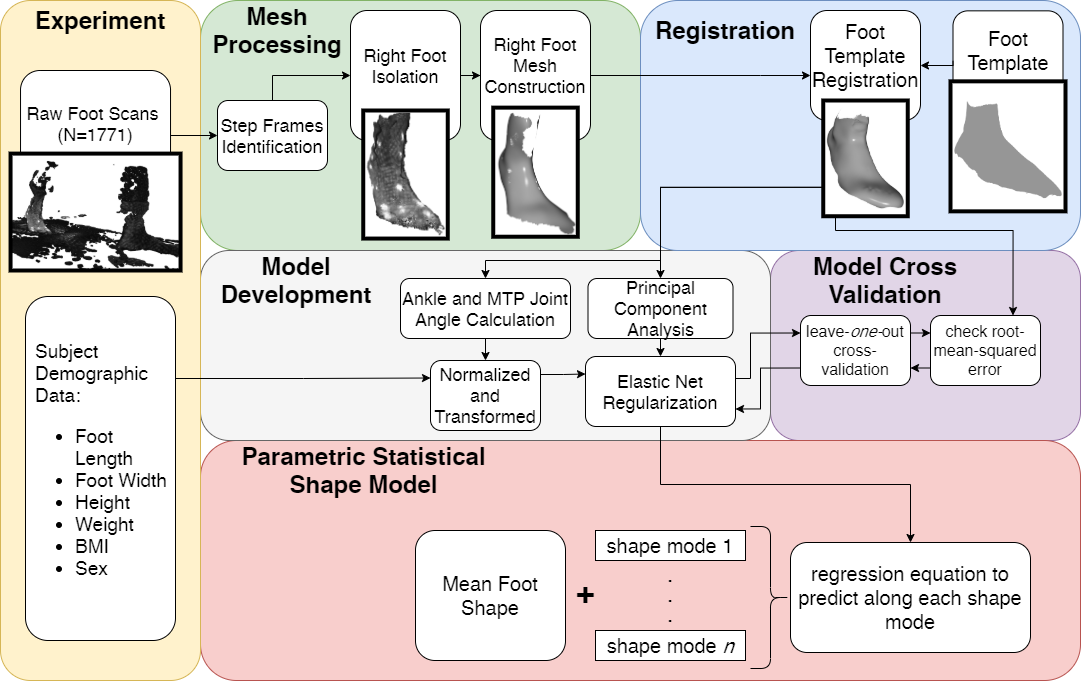 Experiment
Raw Foot Scans
(N=1771)
Subject
Demographic
Data:
• Foot
Length
• Foot Width
• Height
• Weight
• BMI
• Sex
Mesh
Processing
Step Frames
Identification
Right Foot
Isolation
Right Foot
Mesh
Construction
Registration
Foot
Template
Registration
Foot
Template
Model
Development
Ankle and MTP Joint
Angle Calculation
Principal
Component
Analysis
Normalized
and
Transformed
Elastic Net
Regularization
Model Cross
Validation
leave-one-out
cross-
validation
check root-
mean-squared
error
Parametric Statistical
Shape Model
Mean Foot
Shape
+
shape mode 1
.
.
.
shape mode n
regression equation to
predict along each shape
mode